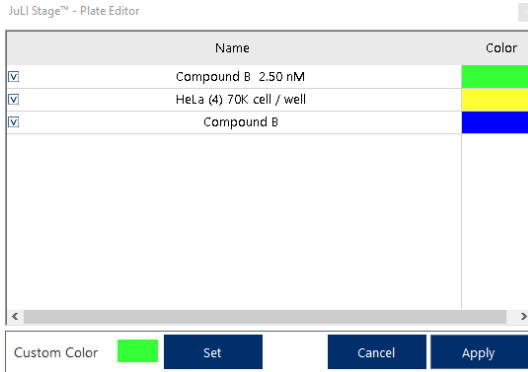 JuLI Stage™ - Plate Editor
Name Color
Compound B 2.50 nM
HeLa (4) 70K cell / well
Compound B
Custom Color Set Cancel Apply